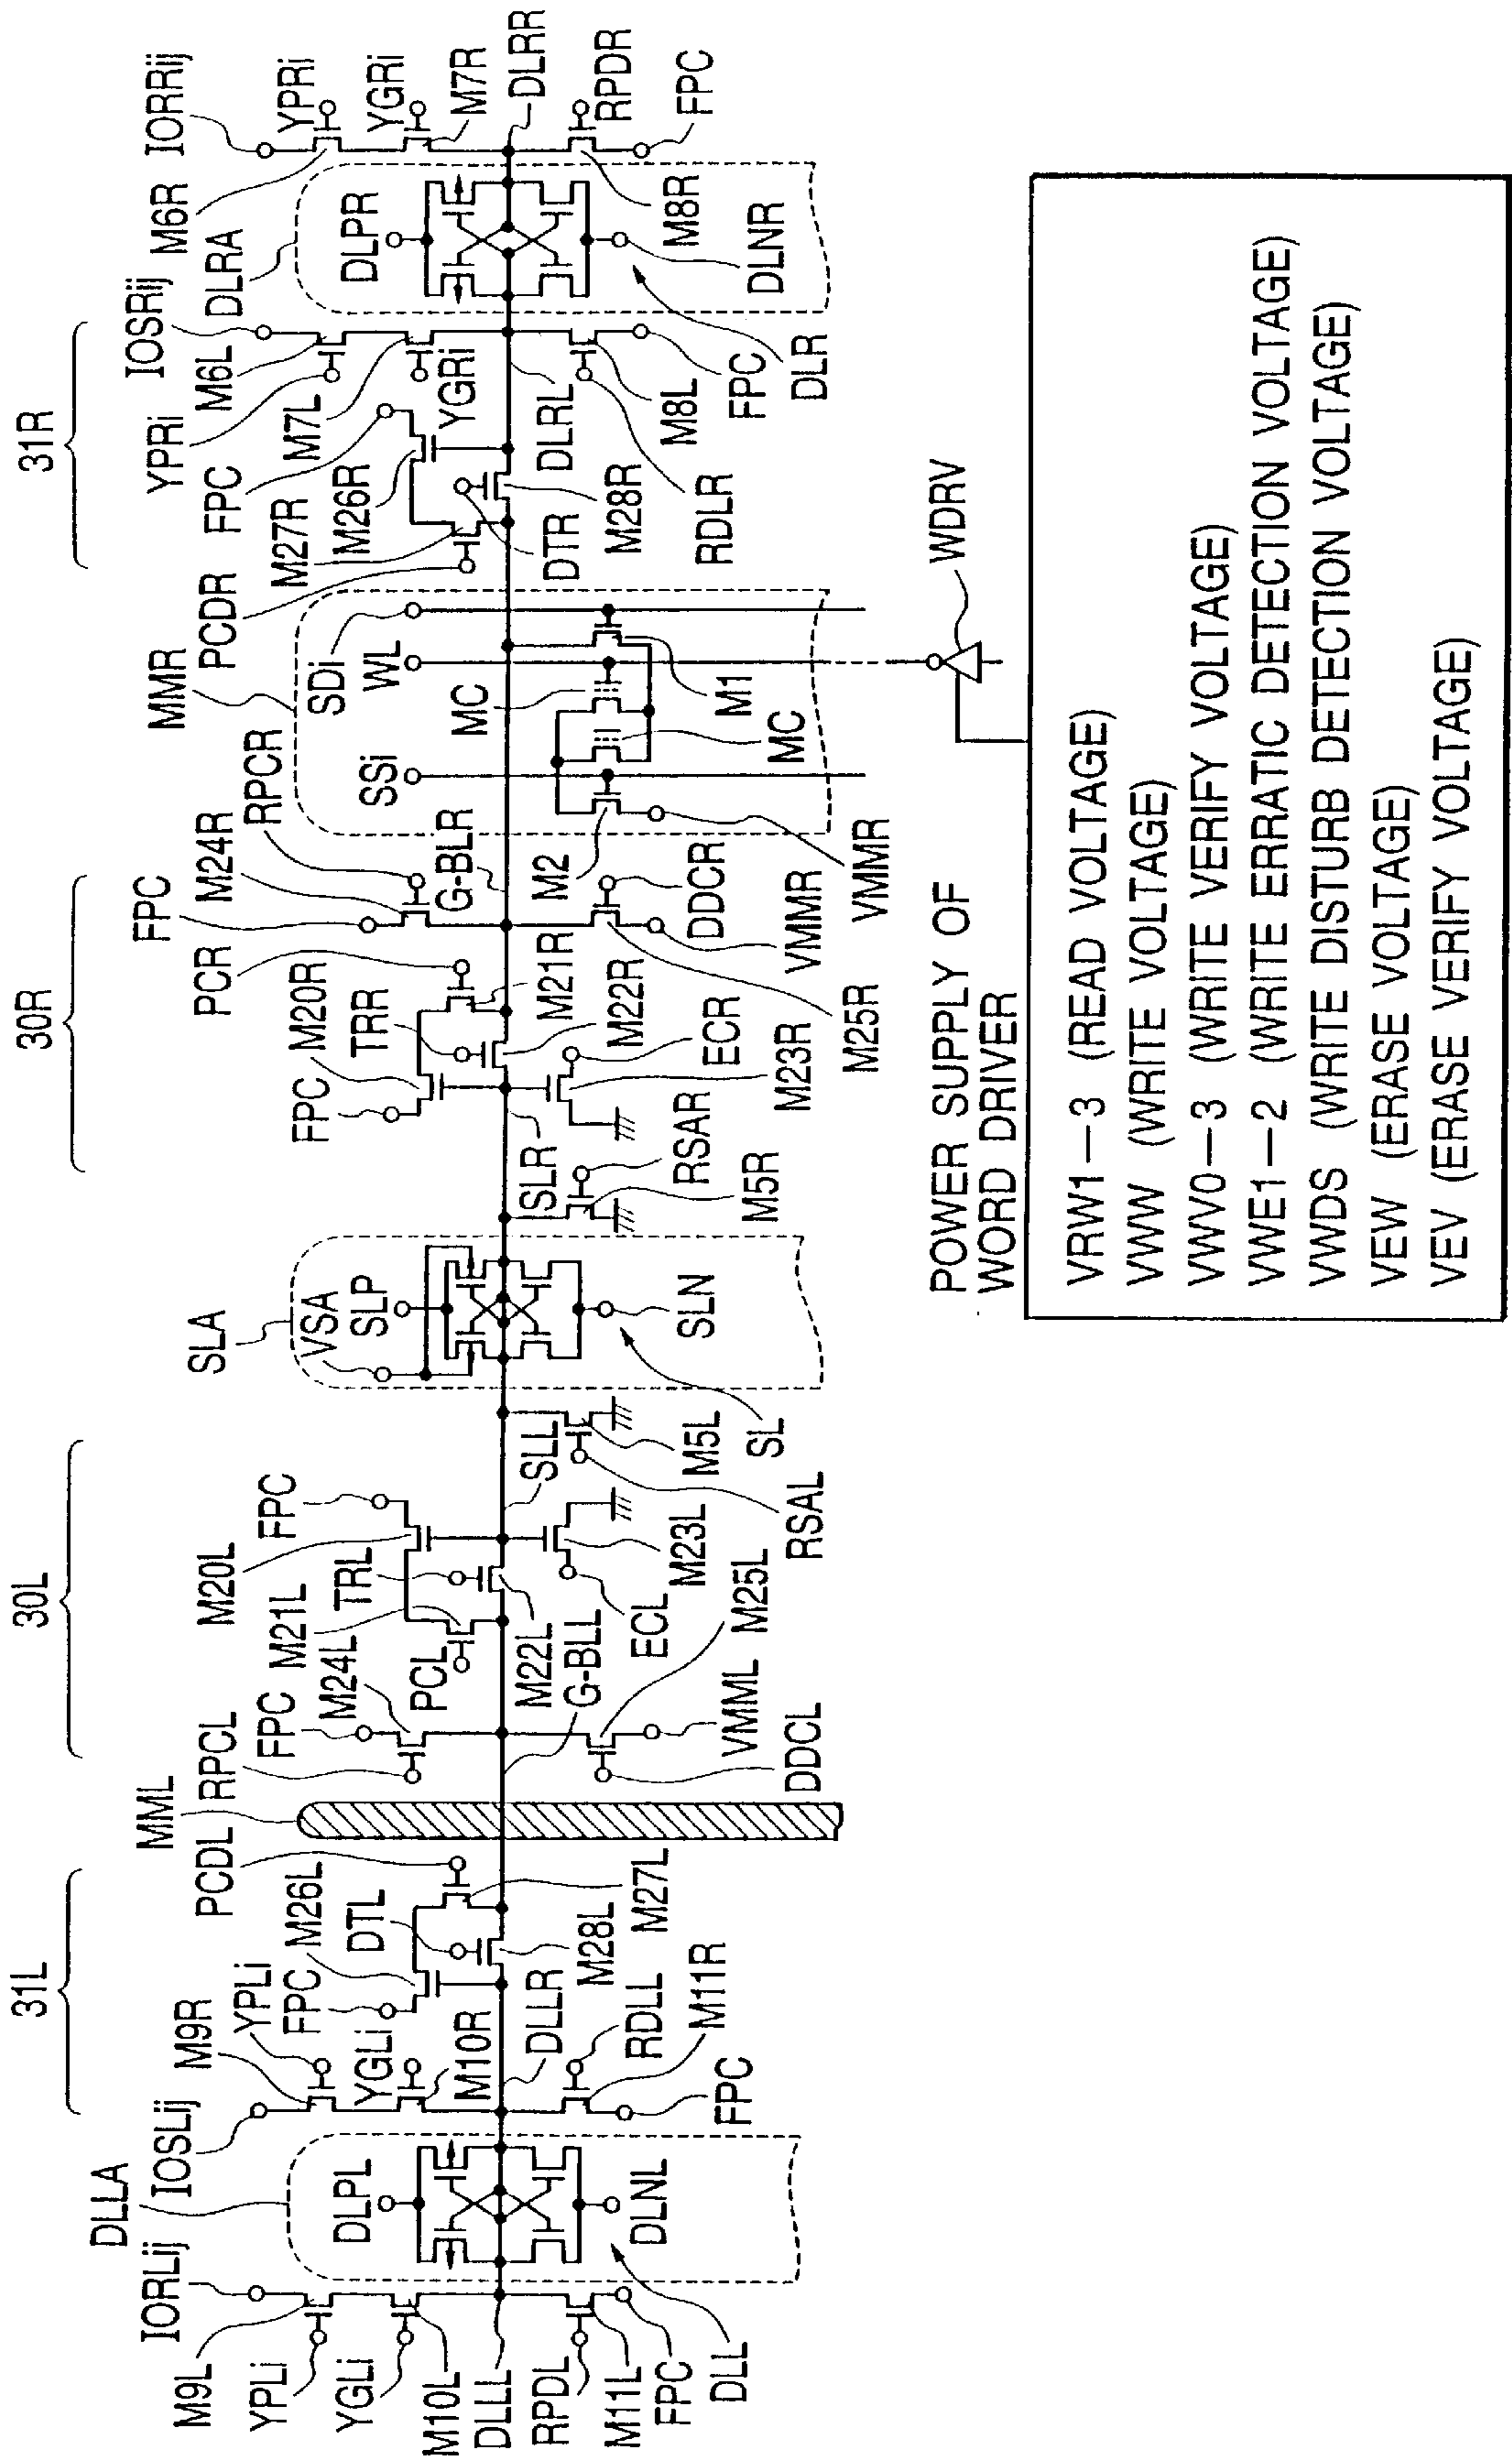 31L
30L
30R
31R
DLLA
IORLij
M9L
YPLi
YGLi
M10L
DLLL
RPDL
M11L
FPC
DLL
DLPL
DLNL
IOSLij
M9R
YPLi
YGLi
M10R
DLLR
RDLL
M11R
FPC
FPC
M26L
DTL
PCDL
M28L
M27L
MML
RPCL
FPC
M24L
M21L
M20L
FPC
PCL
TRL
M22L
G-BLL
ECL
M23L
M25L
VMML
DDCL
SLL
M5L
RSAL
SL
SLA
VSA
SLP
SLN
SLR
RSAR
M5R
FPC
M20R
TRR
PCR
M21R
M22R
ECR
M23R
M25R
FPC
M24R
RPCR
G-BLR
DDCR
VMMR
MMR
SSi
SDi
WL
MC
M2
MC
M1
VMMR
PCDR
M27R
FPC
M26R
DTR
M28R
YPRi
M6L
IOSRij
M7L
YGRi
DLRL
M8L
RDLR
FPC
DLR
DLRA
M6R
DLPR
DLNR
M8R
IORRij
YPRi
YGRi
M7R
DLRR
RPDR
FPC
WDRV
POWER SUPPLY OF
WORD DRIVER
VRW1-3 (READ VOLTAGE)
VWW (WRITE VOLTAGE)
VWV0-3 (WRITE VERIFY VOLTAGE)
VWE1-2 (WRITE ERRATIC DETECTION VOLTAGE)
VWDS (WRITE DISTURB DETECTION VOLTAGE)
VEW (ERASE VOLTAGE)
VEV (ERASE VERIFY VOLTAGE)